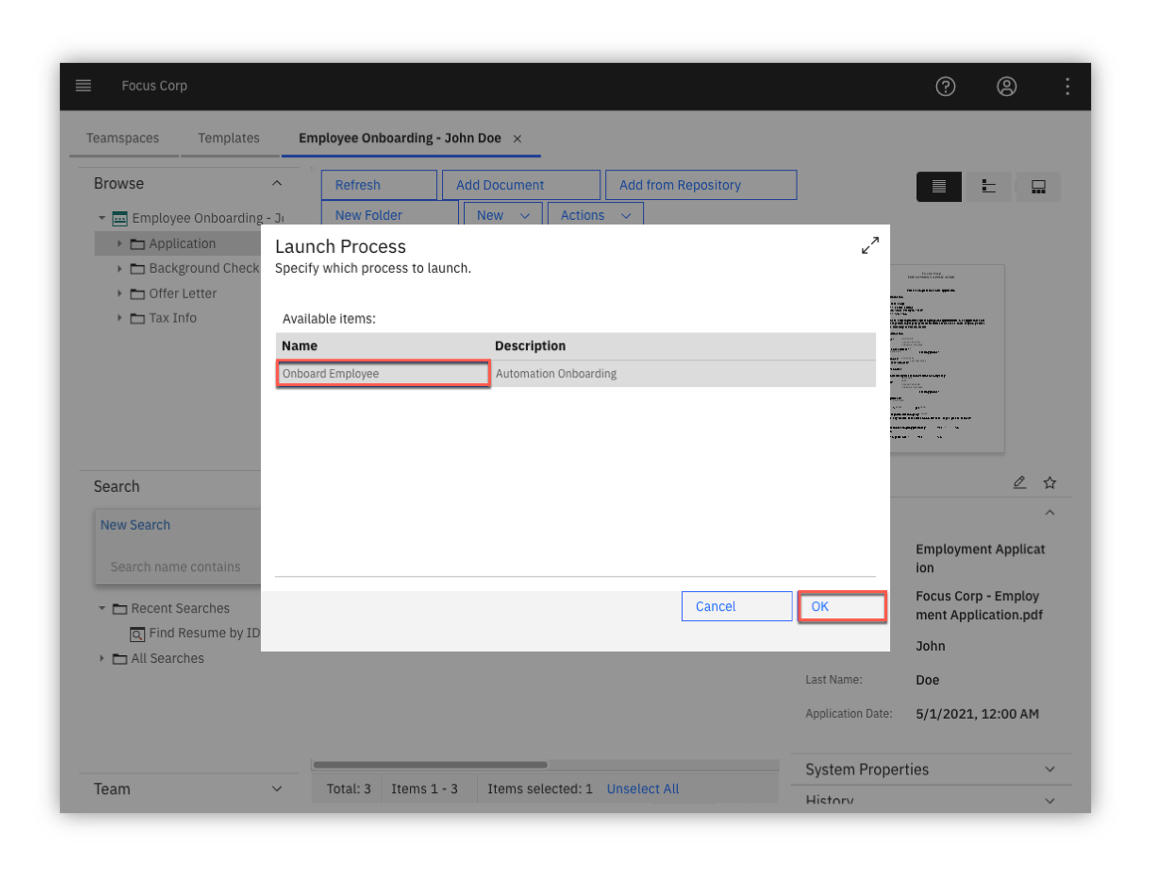 Focus Corp
Teamspaces Templates Employee Onboarding - John Doe
Browse
Refresh Add Document Add from Repository
New Folder New Actions
Employee Onboarding -
Application
Background Check
Offer Letter
Tax Info
Launch Process
Specify which process to launch.
Available items:
Name Description
Onboard Employee Automation Onboarding
Cancel OK
Search
New Search
Search name contains
Recent Searches
Find Resume by ID
All Searches
Team
Total: 3 Items 1 - 3 Items selected: 1 Unselect All
Employment Applicat
ion
Focus Corp - Employ
ment Application.pdf
John
Last Name: Doe
Application Date: 5/1/2021, 12:00 AM
System Properties
History